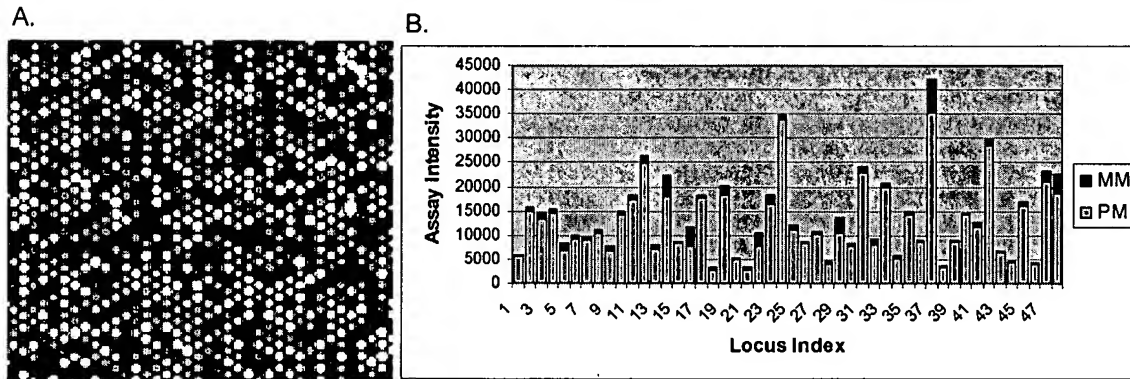 A.
B.
45000
40000
35000
30000
25000
20000
15000
10000
5000
0
Assay Intensity
1 3 5 7 9 11 13 15 17 19 21 23 25 27 29 31 33 35 37 39 41 43 45 47
Locus Index
MM
PM